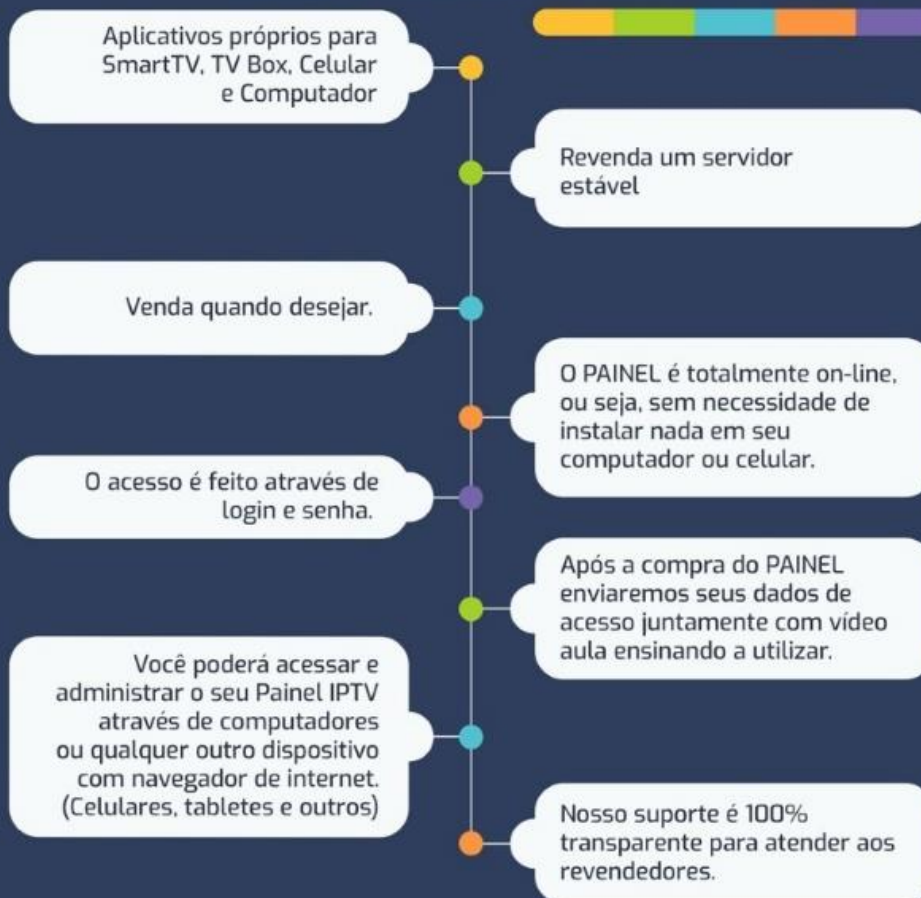 Aplicativos próprios para
SmartTV, TV Box, Celular
e Computador
Revenda um servidor
estável
Venda quando desejar.
O PAINEL é totalmente on-line,
ou seja, sem necessidade de
instalar nada em seu
computador ou celular.
O acesso é feito através de
login e senha.
Após a compra do PAINEL
enviaremos seus dados de
acesso juntamente com vídeo
aula ensinando a utilizar.
Você poderá acessar e
administrar o seu Painel IPTV
através de computadores
ou qualquer outro dispositivo
com navegador de internet.
(Celulares, tabletes e outros)
Nosso suporte é 100%
transparente para atender aos
revendedores.